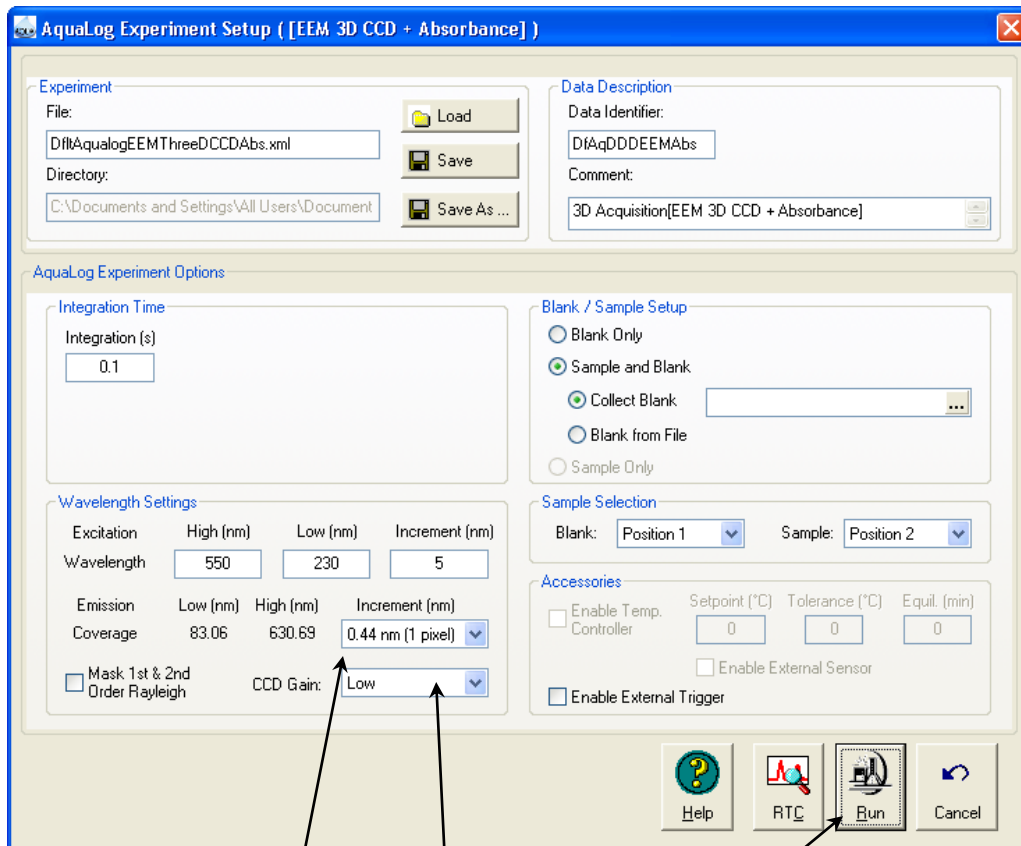 AquaLog Experiment Setup ( [EEM 3D CCD + Absorbance] )
Experiment
File:
DfltAqualogEEMThreeDCCDAbs.xml
Load
Save
Directory:
C:\Documents and Settings\All Users\Document
Save As ...
Data Description
Data Identifier:
DfAqDDDEEMAbs
Comment:
3D Acquisition[EEM 3D CCD + Absorbance]
AquaLog Experiment Options
Integration Time
Integration (s)
0.1
Blank / Sample Setup
Blank Only
Sample and Blank
Collect Blank
...
Blank from File
Sample Only
Wavelength Settings
Excitation High (nm) Low (nm) Increment (nm)
Wavelength 550 230 5
Emission Low (nm) High (nm) Increment (nm)
Coverage 83.06 630.69 0.44 nm (1 pixel)
Mask 1st & 2nd
Order Rayleigh
CCD Gain: Low
Sample Selection
Blank: Position 1 Sample: Position 2
Accessories
Enable Temp.
Controller
Setpoint (°C) Tolerance (°C) Equil. (min)
0 0 0
Enable External Sensor
Enable External Trigger
Help
RTC
Run
Cancel